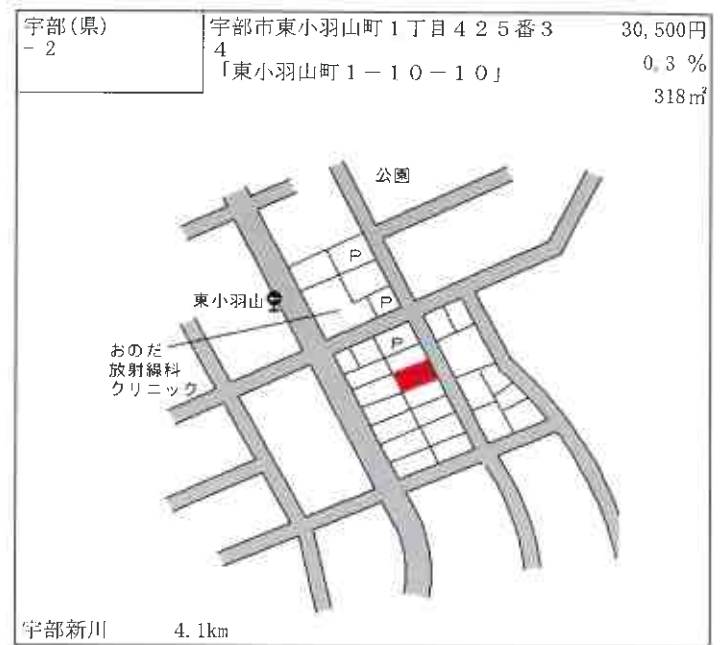 宇部(県)
- 2
宇部市東小羽山町1丁目425番3
4
「東小羽山町1-10-10」
30,500円
0.3 %
318㎡
公園
P
東小羽山
P
おのだ
放射線科
クリニック
P
宇部新川 4.1km